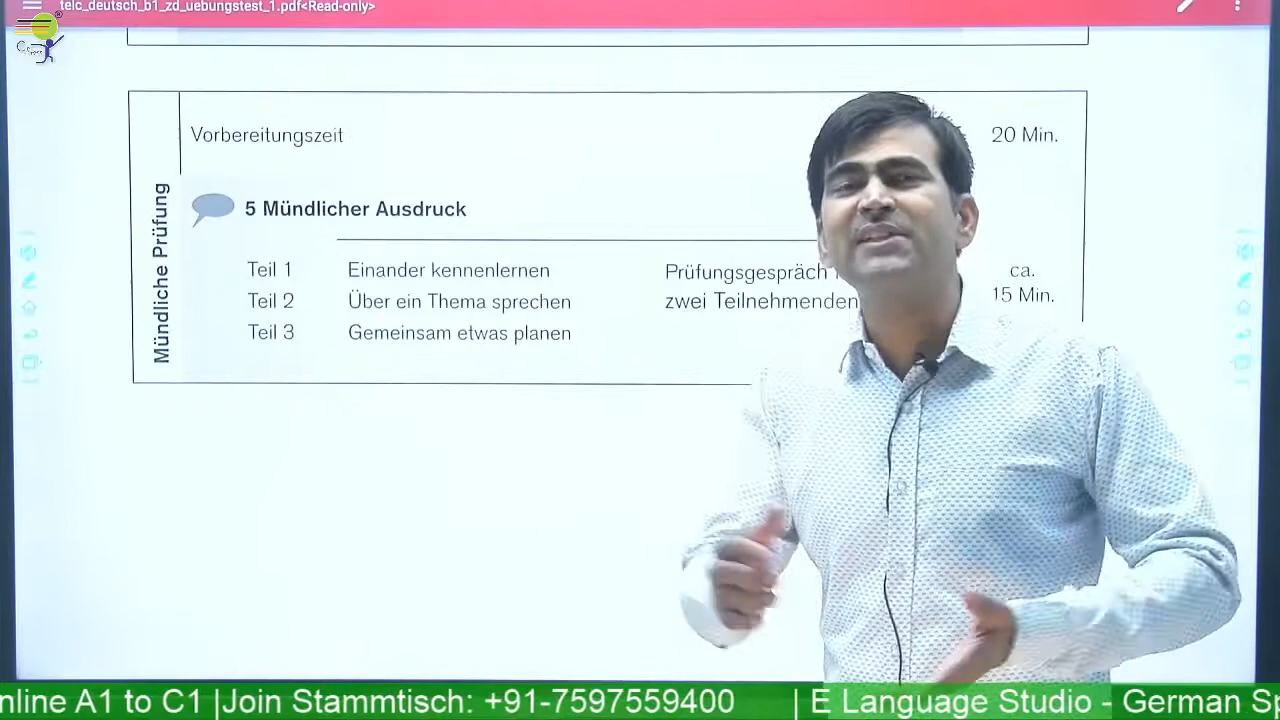 telc_deutsch_b1_zd_uebungstest_1.pdf<Read-only>
Vorbereitungszeit
20 Min.
Mündliche Prüfung
5 Mündlicher Ausdruck
Teil 1 Einander kennenlernen Prüfungsgespräch ca.
Teil 2 Über ein Thema sprechen zwei Teilnehmenden 15 Min.
Teil 3 Gemeinsam etwas planen
nline A1 to C1 |Join Stammtisch: +91-7597559400 | E Language Studio - German Sp